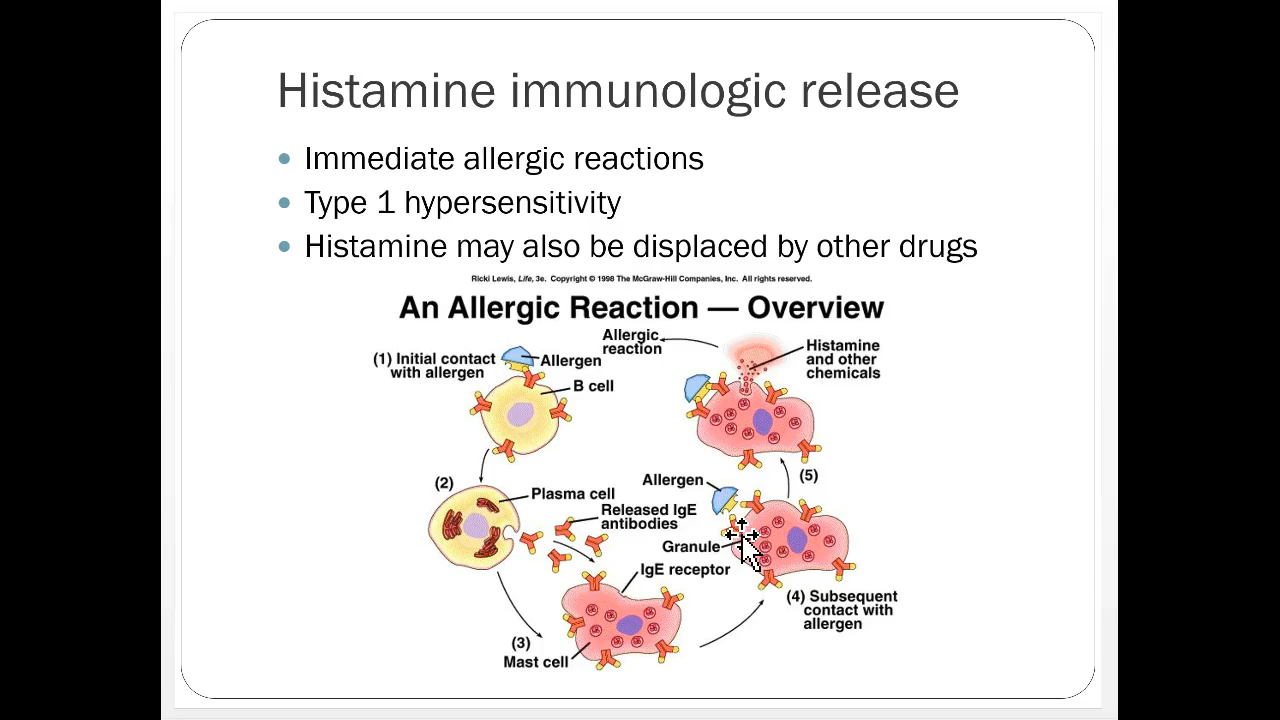 Histamine immunologic release
• Immediate allergic reactions
• Type 1 hypersensitivity
• Histamine may also be displaced by other drugs
Ricki Lewis, Life, 3e. Copyright © 1998 The McGraw-Hill Companies, Inc. All rights reserved.
An Allergic Reaction — Overview
(1) Initial contact
with allergen
Allergen
B cell
Allergic
reaction
Histamine
and other
chemicals
(2)
Plasma cell
Released IgE
antibodies
Allergen
(5)
Granule
IgE receptor
(4) Subsequent
contact with
allergen
(3)
Mast cell